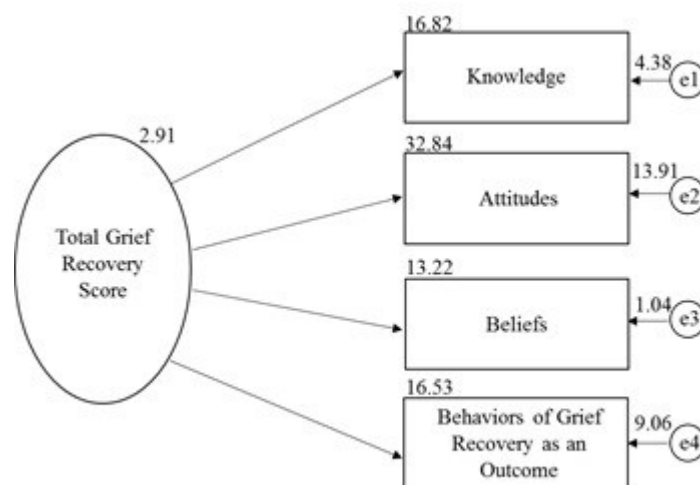 16.82
Knowledge
4.38
e1
2.91
32.84
Attitudes
13.91
e2
Total Grief
Recovery
Score
13.22
Beliefs
1.04
e3
16.53
Behaviors of Grief
Recovery as an
Outcome
9.06
e4